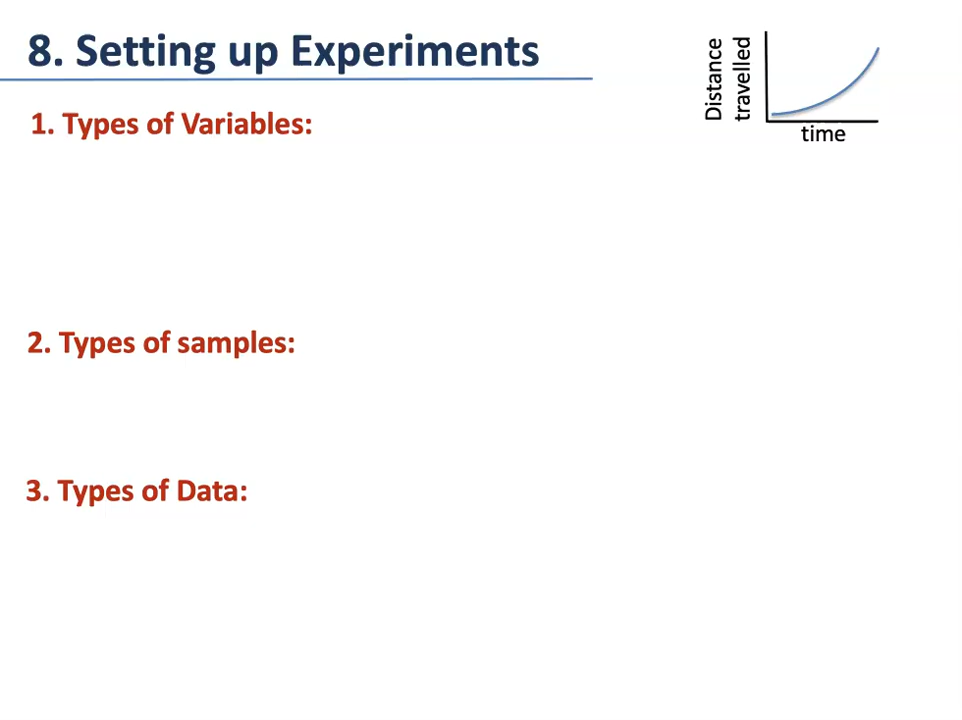 8. Setting up Experiments
Distance
travelled
time
1. Types of Variables:
2. Types of samples:
3. Types of Data: